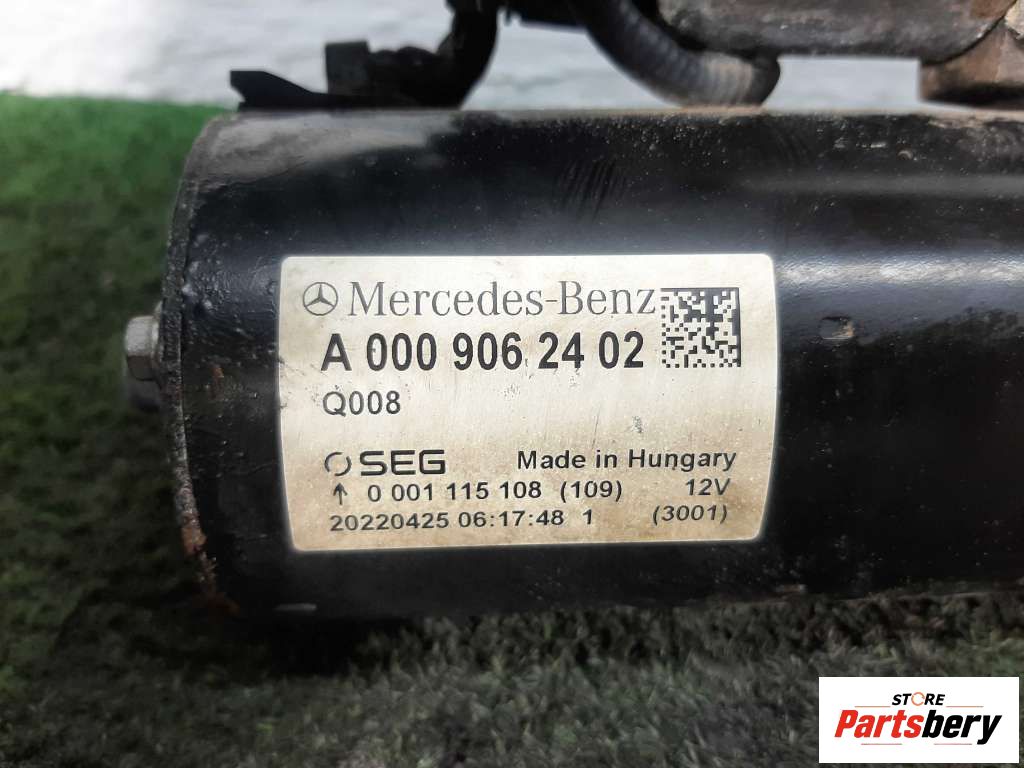 Mercedes-Benz
A 000 906 24 02
Q008
SEG Made in Hungary
↑ 0 001 115 108 (109) 12V
20220425 06:17:48 1 (3001)
STORE
Partsbery